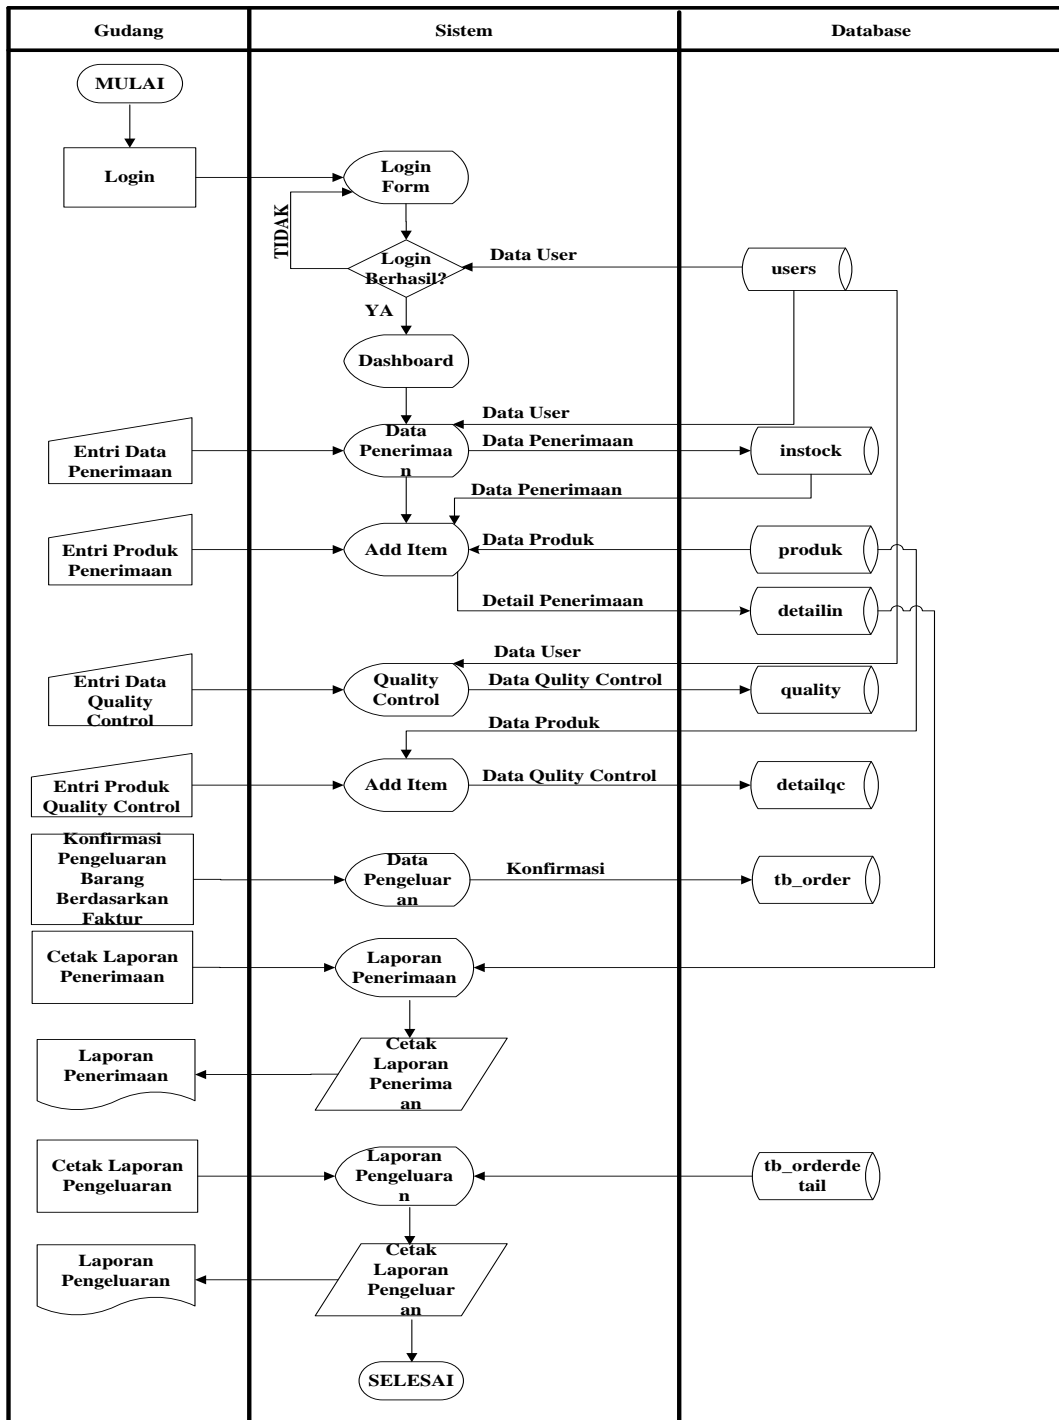 Gudang
Sistem
Database
MULAI
Login
Login
Form
TIDAK
Login
Berhasil?
Data User
users
YA
Dashboard
Data User
Entri Data
Penerimaan
Data
Penerimaa
n
Data Penerimaan
instock
Data Penerimaan
Entri Produk
Penerimaan
Add Item
Data Produk
produk
Detail Penerimaan
detailin
Data User
Entri Data
Quality
Control
Quality
Control
Data Qulity Control
quality
Data Produk
Entri Produk
Quality Control
Add Item
Data Qulity Control
detailqc
Konfirmasi
Pengeluaran
Barang
Berdasarkan
Faktur
Data
Pengeluar
an
Konfirmasi
tb_order
Cetak Laporan
Penerimaan
Laporan
Penerimaan
Laporan
Penerimaan
Cetak
Laporan
Penerima
an
Cetak Laporan
Pengeluaran
Laporan
Pengeluara
n
tb_orderde
tail
Laporan
Pengeluaran
Cetak
Laporan
Pengeluar
an
SELESAI